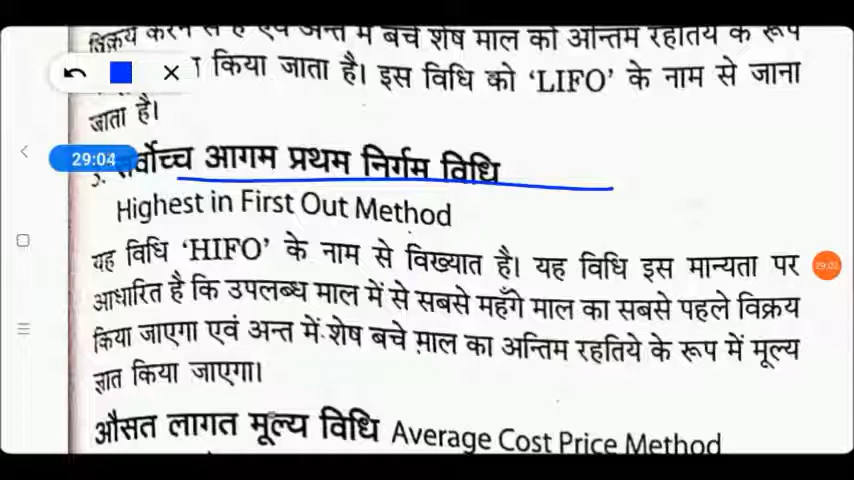 विक्रय करने से है एवं अन्त में बचे शेष माल को अन्तिम रहतिये के रूप
किया जाता है। इस विधि को ‘LIFO’ के नाम से जाना
जाता है।
29:04
सर्वोच्च आगम प्रथम निर्गम विधि
Highest in First Out Method
यह विधि ‘HIFO’ के नाम से विख्यात है। यह विधि इस मान्यता पर
29:03
आधारित है कि उपलब्ध माल में से सबसे महँगे माल का सबसे पहले विक्रय
किया जाएगा एवं अन्त में शेष बचे माल का अन्तिम रहतिये के रूप में मूल्य
ज्ञात किया जाएगा।
औसत लागत मूल्य विधि Average Cost Price Method